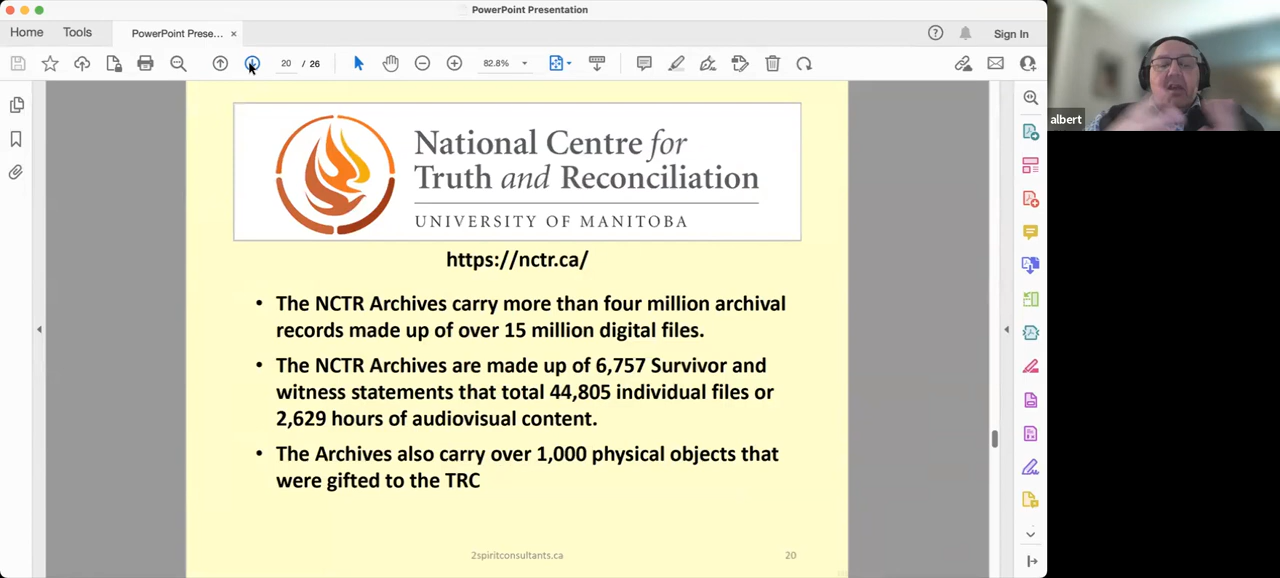 PowerPoint Presentation
Home
Tools
PowerPoint Prese...
×
Sign In
20 / 26
82.8%
albert
National Centre for
Truth and Reconciliation
UNIVERSITY OF MANITOBA
https://nctr.ca/
• The NCTR Archives carry more than four million archival
records made up of over 15 million digital files.
• The NCTR Archives are made up of 6,757 Survivor and
witness statements that total 44,805 individual files or
2,629 hours of audiovisual content.
• The Archives also carry over 1,000 physical objects that
were gifted to the TRC
2spiritconsultants.ca
20